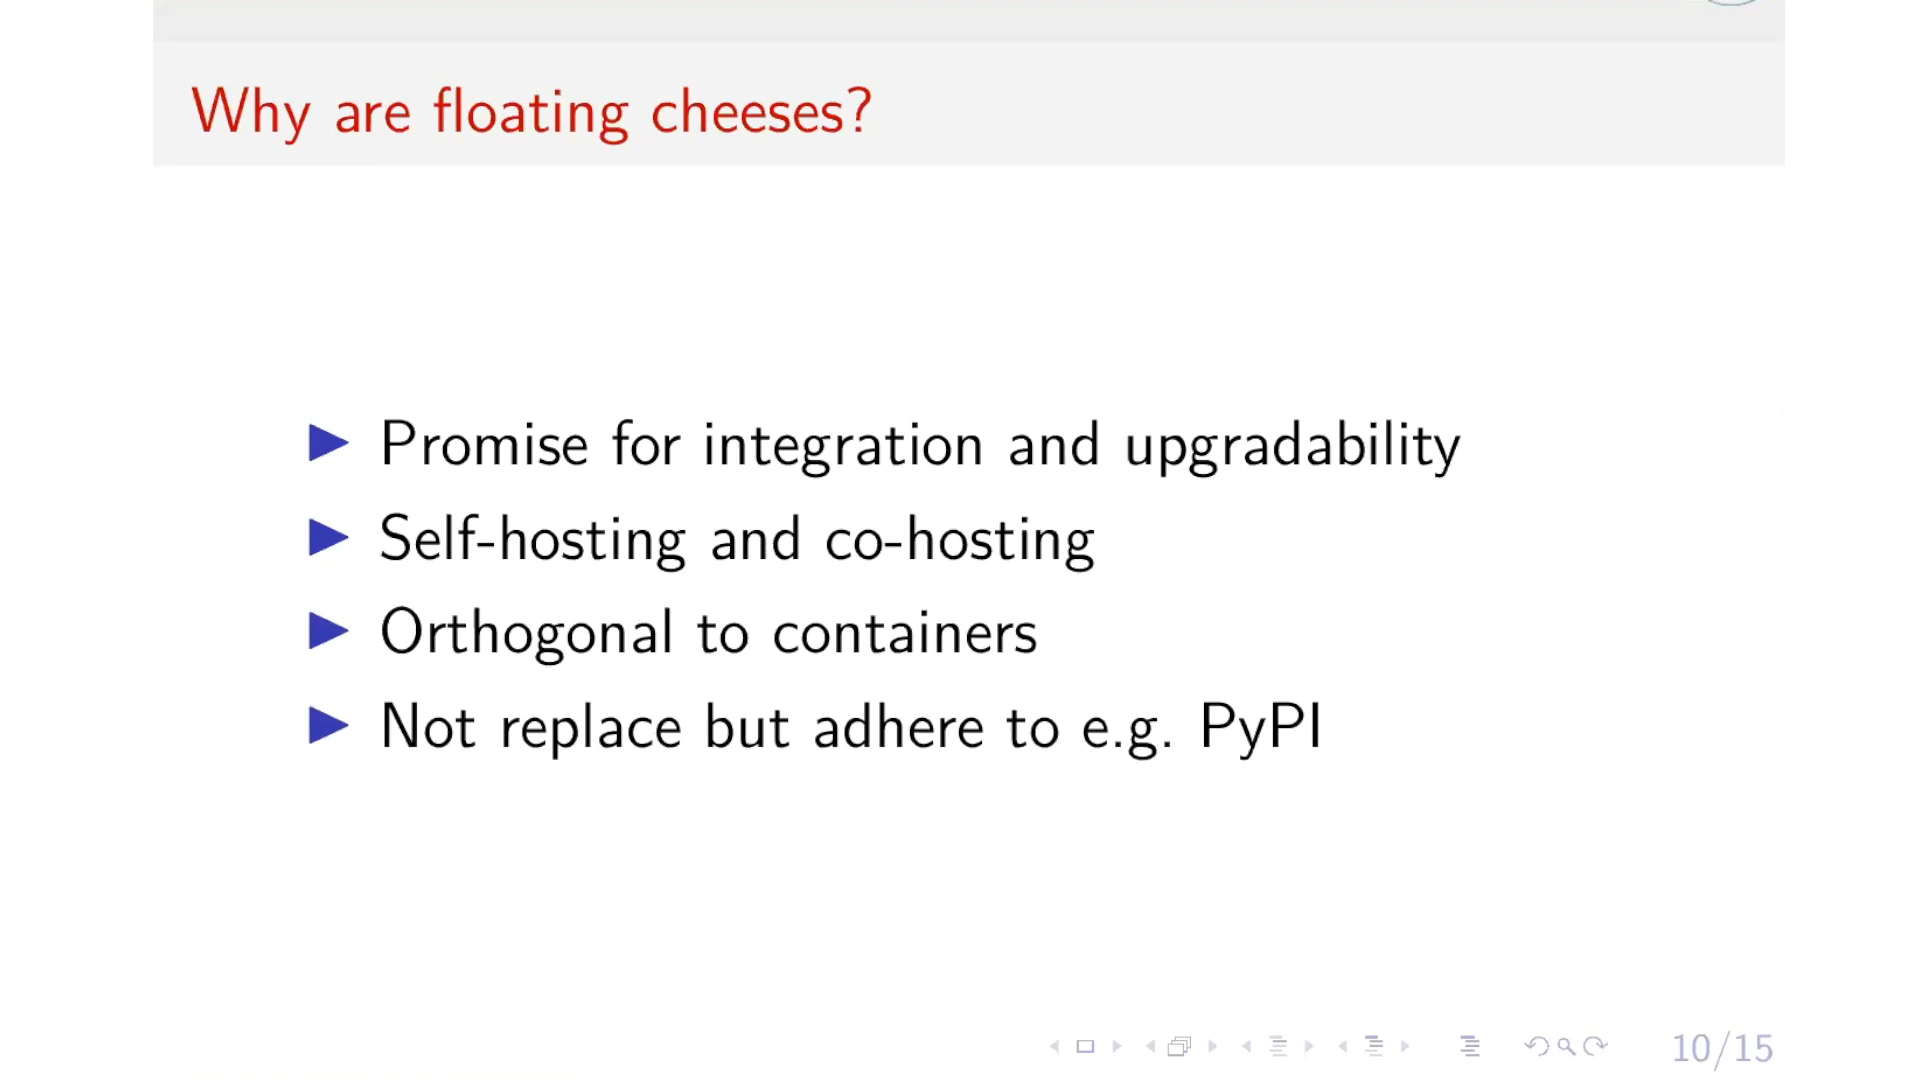 Why are floating cheeses?
Promise for integration and upgradability
Self-hosting and co-hosting
Orthogonal to containers
Not replace but adhere to e.g. PyPI
10/15